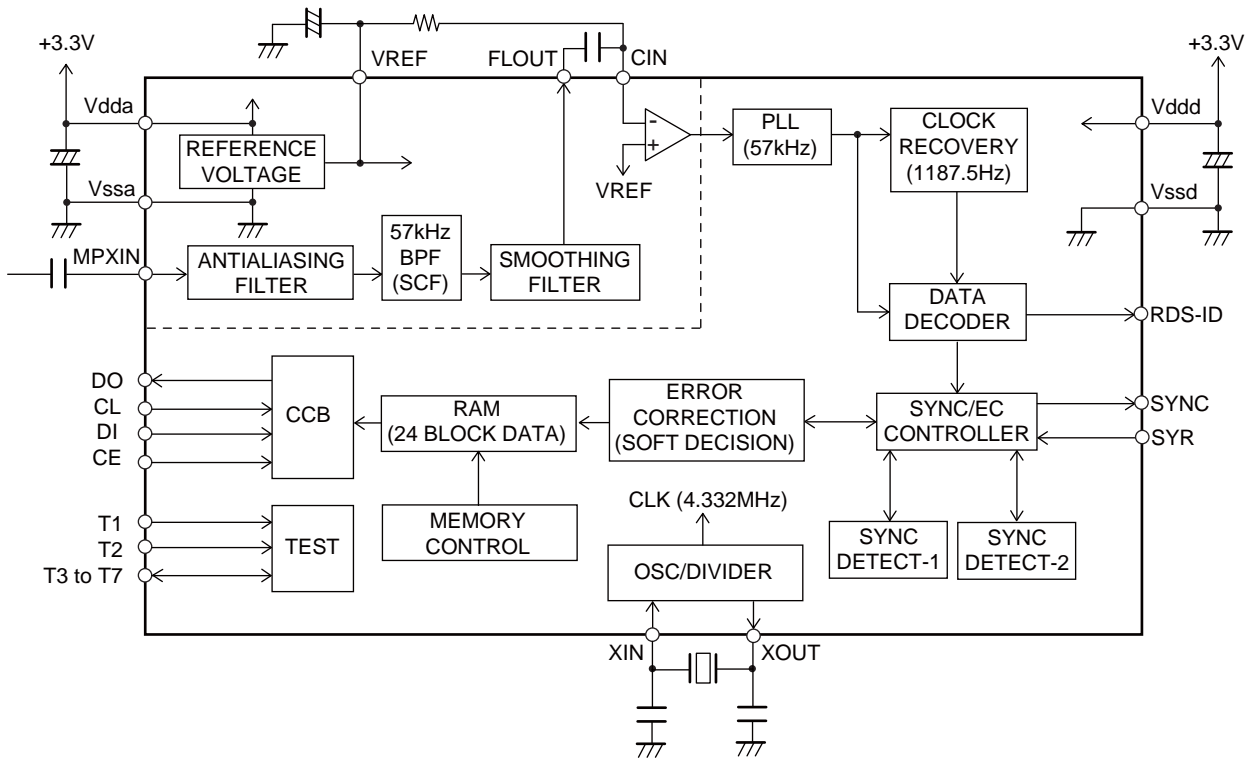 +3.3V
VREF
FLOUT
CIN
+3.3V
Vdda
Vddd
REFERENCE
VOLTAGE
-
+
VREF
PLL
(57kHz)
CLOCK
RECOVERY
(1187.5Hz)
Vssa
Vssd
MPXIN
ANTIALIASING
FILTER
57kHz
BPF
(SCF)
SMOOTHING
FILTER
DATA
DECODER
RDS-ID
DO
CL
DI
CE
CCB
RAM
(24 BLOCK DATA)
ERROR
CORRECTION
(SOFT DECISION)
SYNC/EC
CONTROLLER
SYNC
SYR
T1
T2
T3 to T7
TEST
MEMORY
CONTROL
CLK (4.332MHz)
OSC/DIVIDER
SYNC
DETECT-1
SYNC
DETECT-2
XIN
XOUT